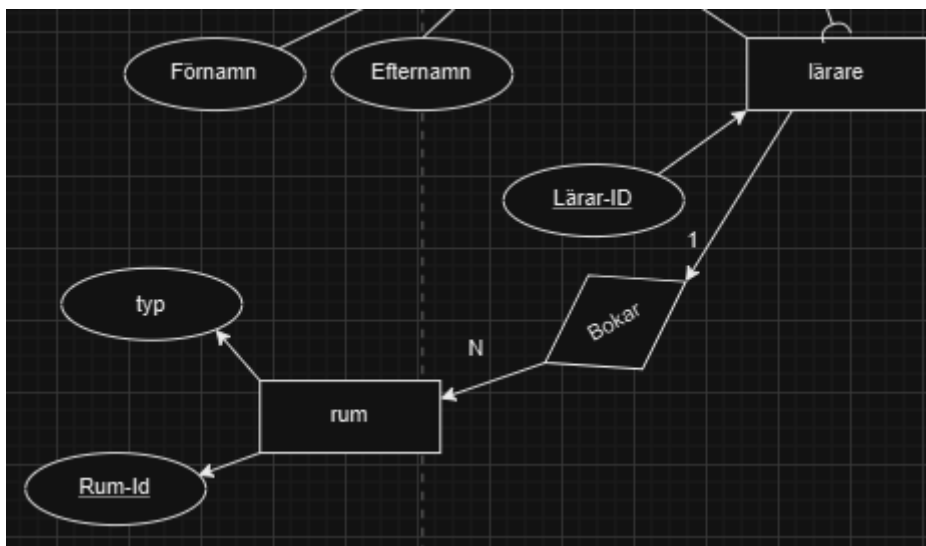 Förnamn
Efternamn
lärare
Lärar-ID
1
Bokar
typ
N
rum
Rum-Id